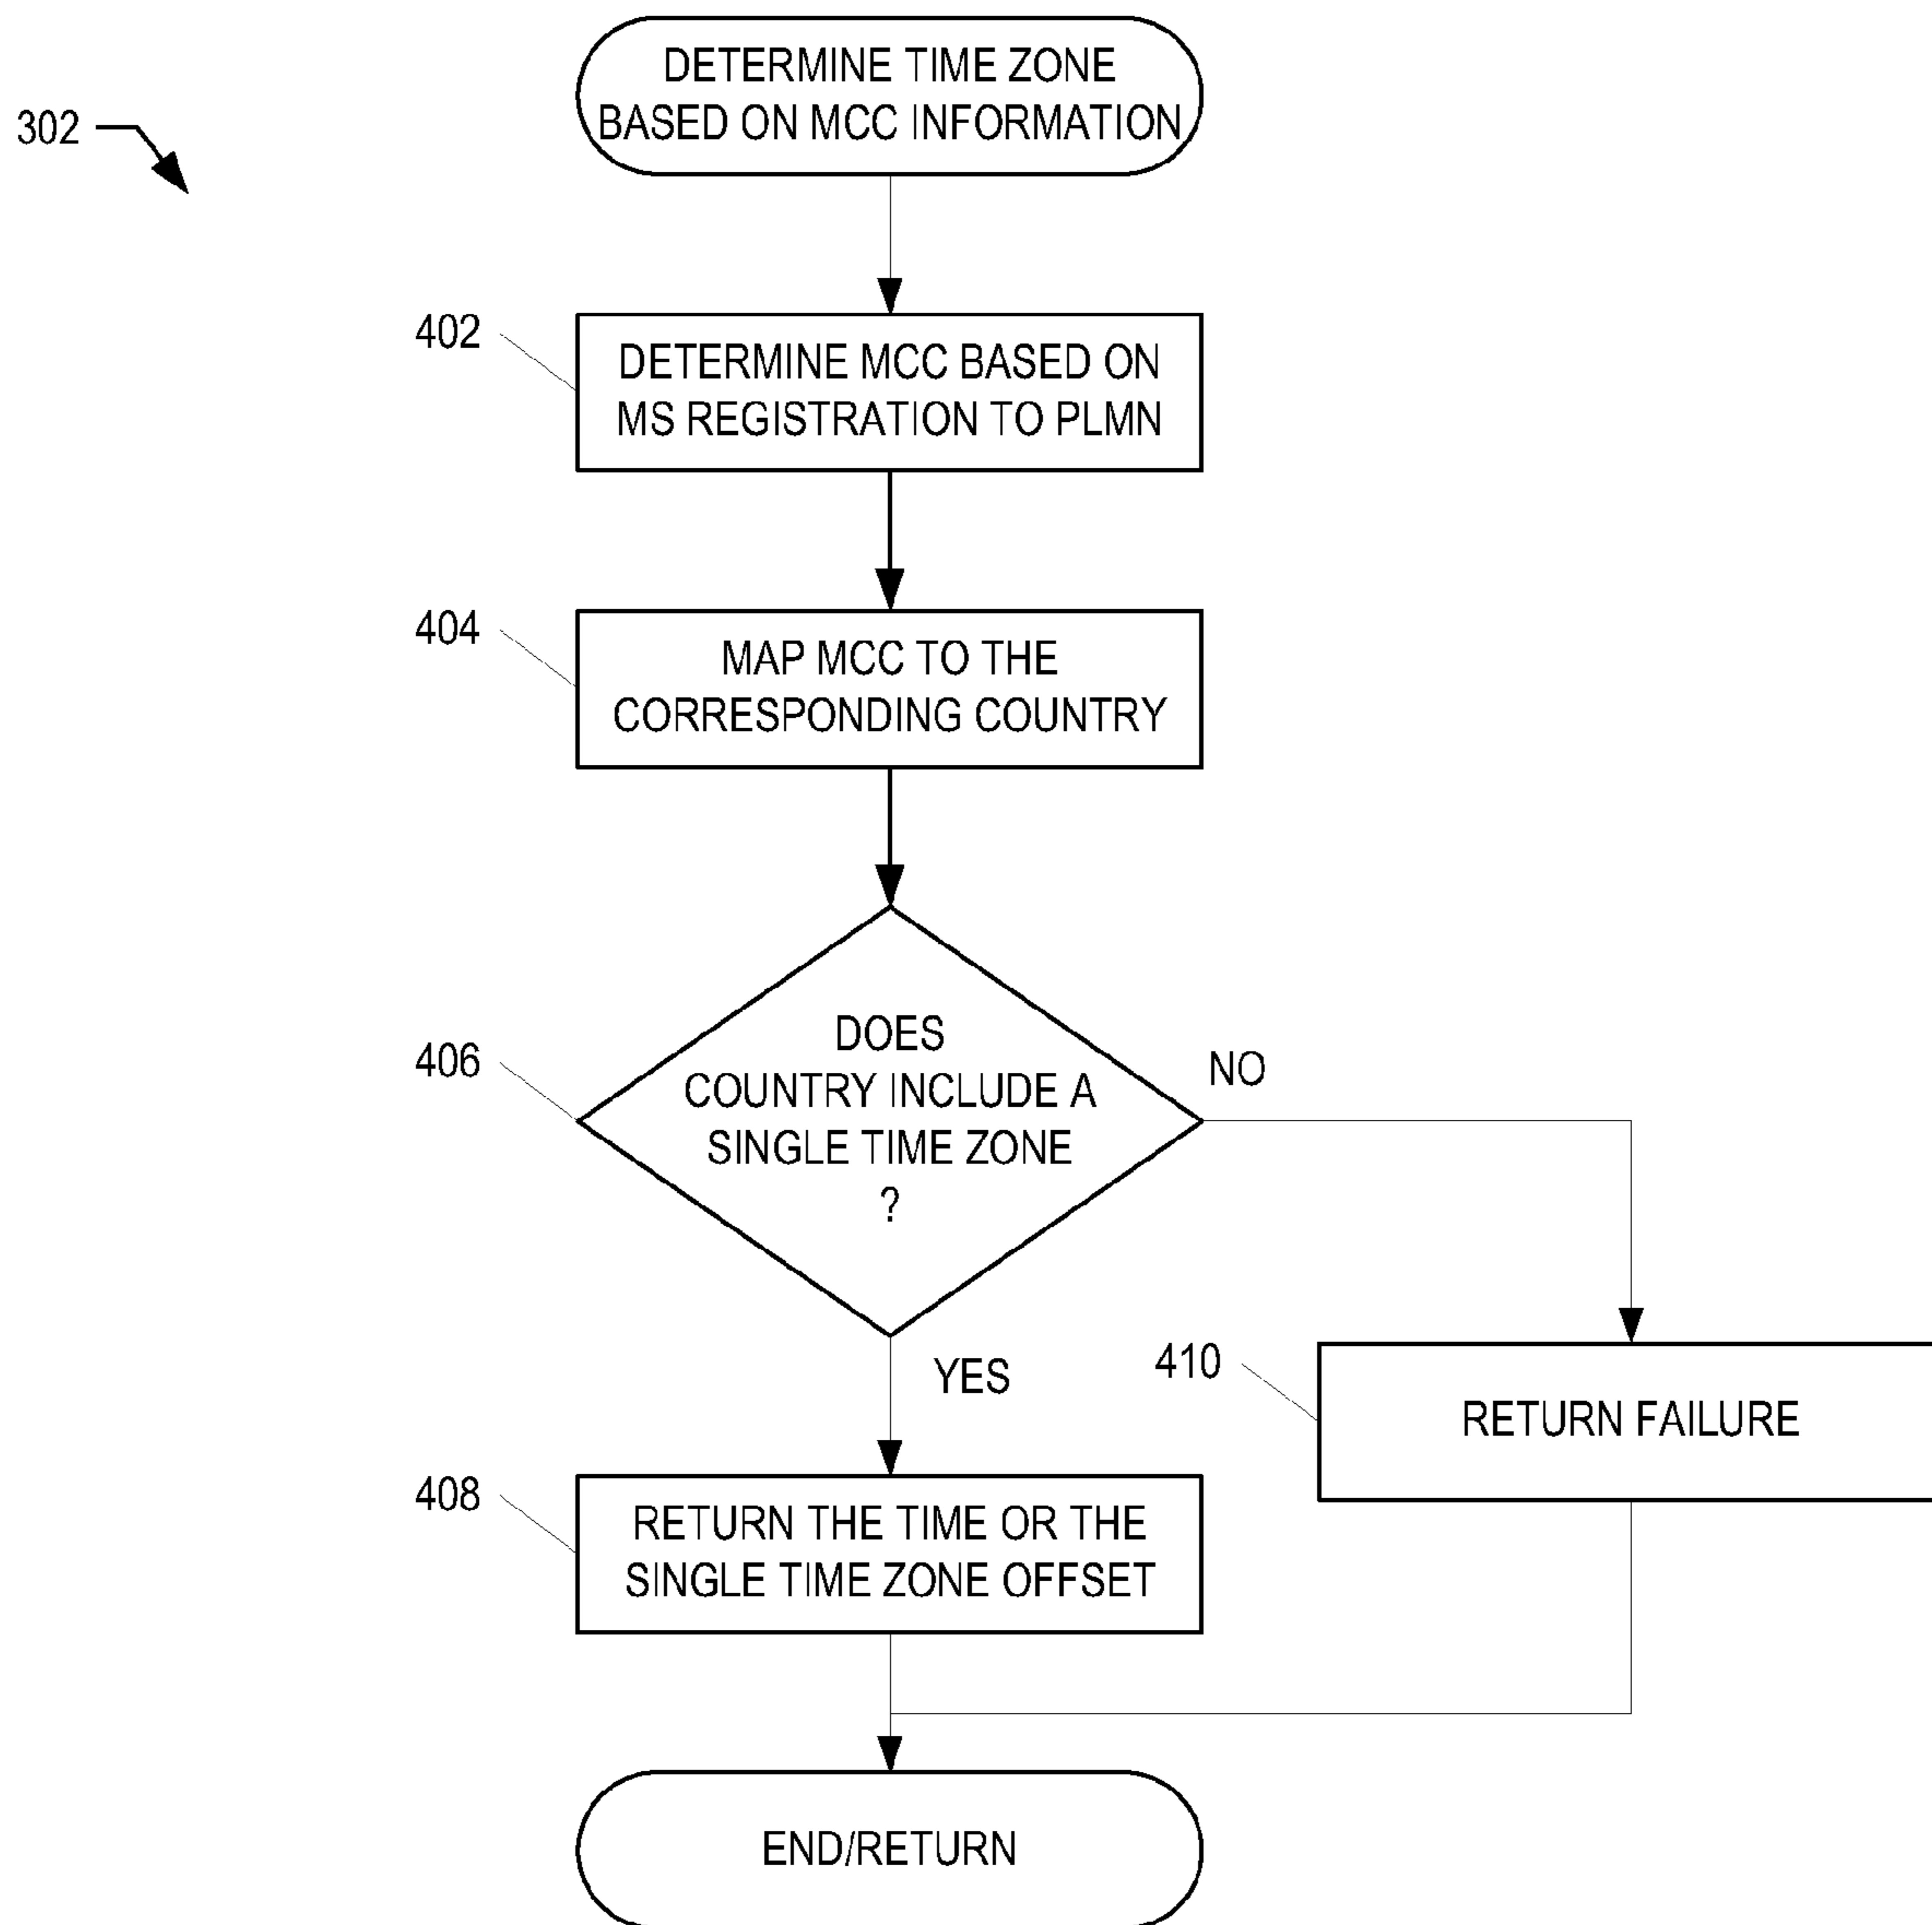 302
DETERMINE TIME ZONE
BASED ON MCC INFORMATION
402
DETERMINE MCC BASED ON
MS REGISTRATION TO PLMN
404
MAP MCC TO THE
CORRESPONDING COUNTRY
406
DOES
COUNTRY INCLUDE A
SINGLE TIME ZONE
?
NO
YES
410
RETURN FAILURE
408
RETURN THE TIME OR THE
SINGLE TIME ZONE OFFSET
END/RETURN